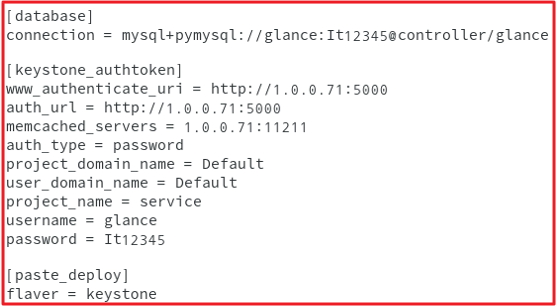 [database]
connection = mysql+pymysql://glance:It12345@controller/glance
[keystone_authtoken]
www_authenticate_uri = http://1.0.0.71:5000
auth_url = http://1.0.0.71:5000
memcached_servers = 1.0.0.71:11211
auth_type = password
project_domain_name = Default
user_domain_name = Default
project_name = service
username = glance
password = It12345
[paste_deploy]
flaver = keystone